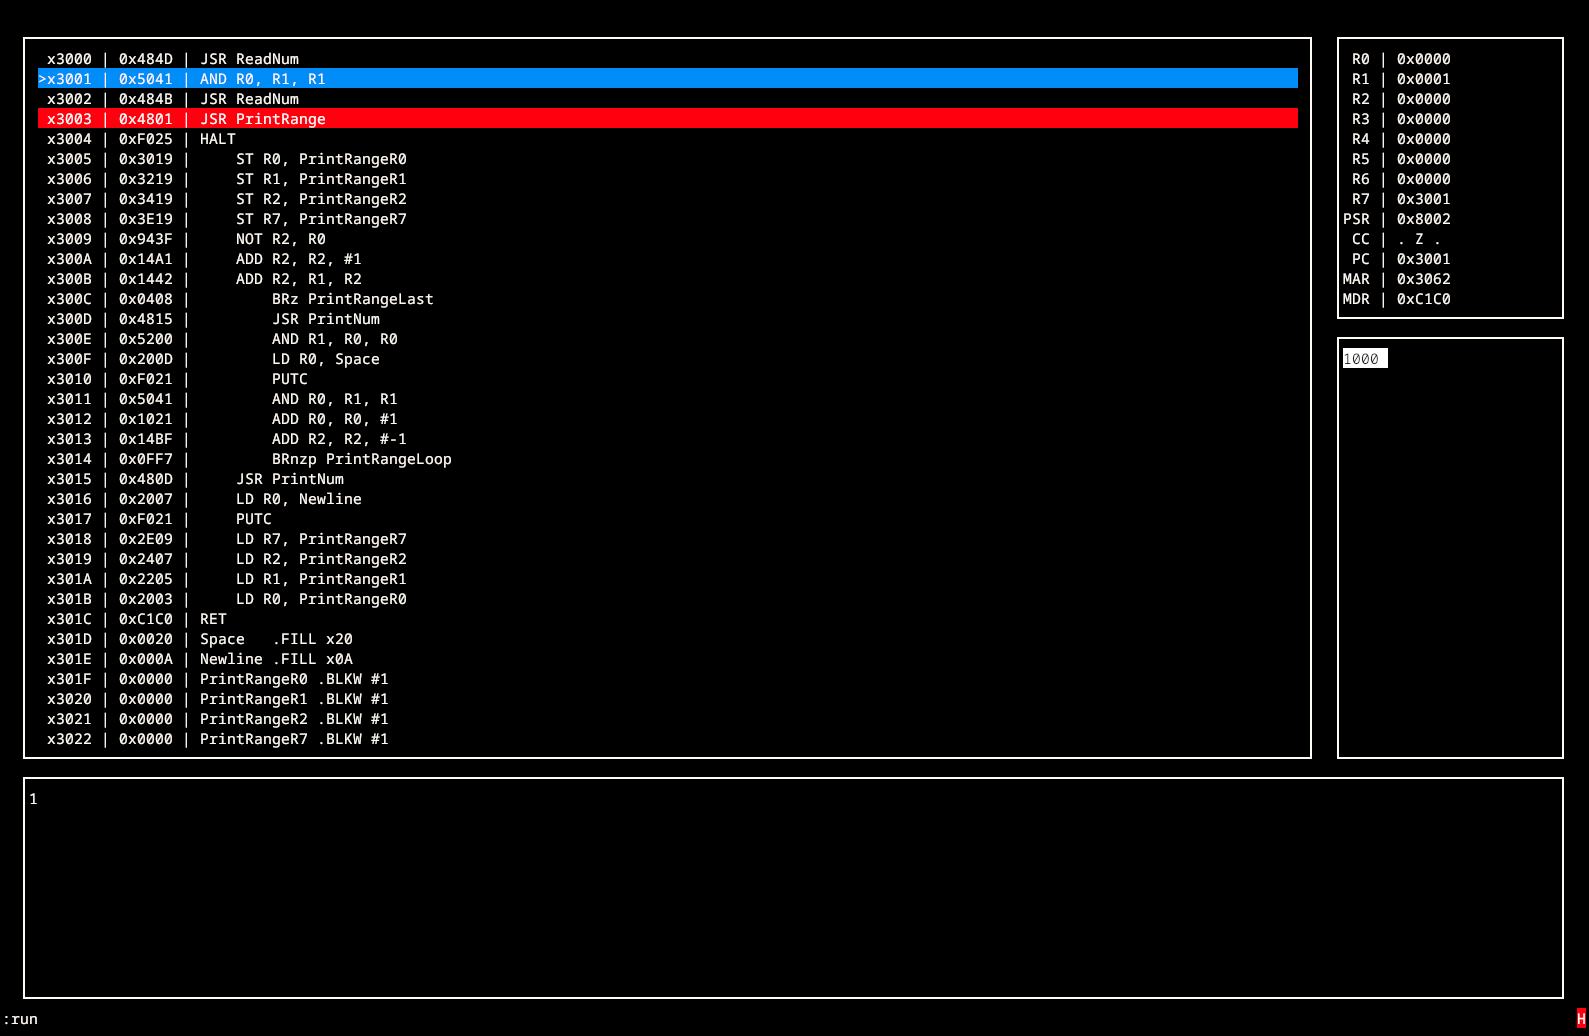 x3000 | 0x484D | JSR ReadNum
>x3001 | 0x5041 | AND R0, R1, R1
x3002 | 0x484B | JSR ReadNum
x3003 | 0x4801 | JSR PrintRange
x3004 | 0xF025 | HALT
x3005 | 0x3019 |     ST R0, PrintRangeR0
x3006 | 0x3219 |     ST R1, PrintRangeR1
x3007 | 0x3419 |     ST R2, PrintRangeR2
x3008 | 0x3E19 |     ST R7, PrintRangeR7
x3009 | 0x943F |     NOT R2, R0
x300A | 0x14A1 |     ADD R2, R2, #1
x300B | 0x1442 |     ADD R2, R1, R2
x300C | 0x0408 |         BRz PrintRangeLast
x300D | 0x4815 |         JSR PrintNum
x300E | 0x5200 |         AND R1, R0, R0
x300F | 0x200D |         LD R0, Space
x3010 | 0xF021 |         PUTC
x3011 | 0x5041 |         AND R0, R1, R1
x3012 | 0x1021 |         ADD R0, R0, #1
x3013 | 0x14BF |         ADD R2, R2, #-1
x3014 | 0x0FF7 |         BRnzp PrintRangeLoop
x3015 | 0x480D |     JSR PrintNum
x3016 | 0x2007 |     LD R0, Newline
x3017 | 0xF021 |     PUTC
x3018 | 0x2E09 |     LD R7, PrintRangeR7
x3019 | 0x2407 |     LD R2, PrintRangeR2
x301A | 0x2205 |     LD R1, PrintRangeR1
x301B | 0x2003 |     LD R0, PrintRangeR0
x301C | 0xC1C0 | RET
x301D | 0x0020 | Space   .FILL x20
x301E | 0x000A | Newline .FILL x0A
x301F | 0x0000 | PrintRangeR0 .BLKW #1
x3020 | 0x0000 | PrintRangeR1 .BLKW #1
x3021 | 0x0000 | PrintRangeR2 .BLKW #1
x3022 | 0x0000 | PrintRangeR7 .BLKW #1
R0 | 0x0000
R1 | 0x0001
R2 | 0x0000
R3 | 0x0000
R4 | 0x0000
R5 | 0x0000
R6 | 0x0000
R7 | 0x3001
PSR | 0x8002
CC | . Z .
PC | 0x3001
MAR | 0x3062
MDR | 0xC1C0
1000
1
:run
H